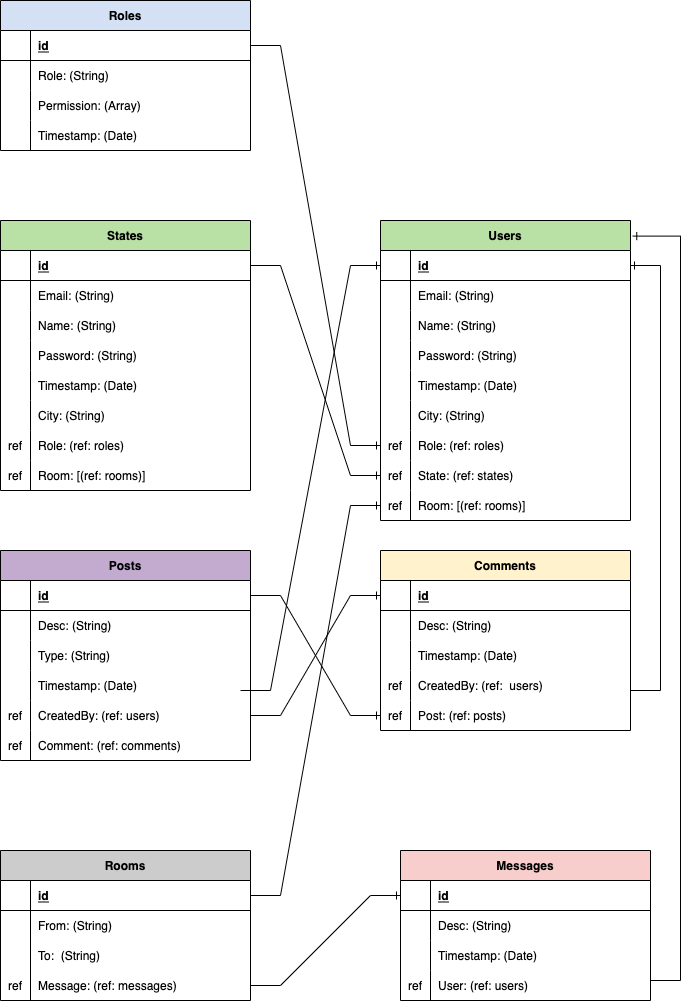 Roles
id
Role: (String)
Permission: (Array)
Timestamp: (Date)
States
id
Email: (String)
Name: (String)
Password: (String)
Timestamp: (Date)
City: (String)
ref Role: (ref: roles)
ref Room: [(ref: rooms)]
Users
id
Email: (String)
Name: (String)
Password: (String)
Timestamp: (Date)
City: (String)
ref Role: (ref: roles)
ref State: (ref: states)
ref Room: [(ref: rooms)]
Posts
id
Desc: (String)
Type: (String)
Timestamp: (Date)
ref CreatedBy: (ref: users)
ref Comment: (ref: comments)
Comments
id
Desc: (String)
Timestamp: (Date)
ref CreatedBy: (ref:  users)
ref Post: (ref: posts)
Rooms
id
From: (String)
To:  (String)
ref Message: (ref: messages)
Messages
id
Desc: (String)
Timestamp: (Date)
ref User: (ref: users)